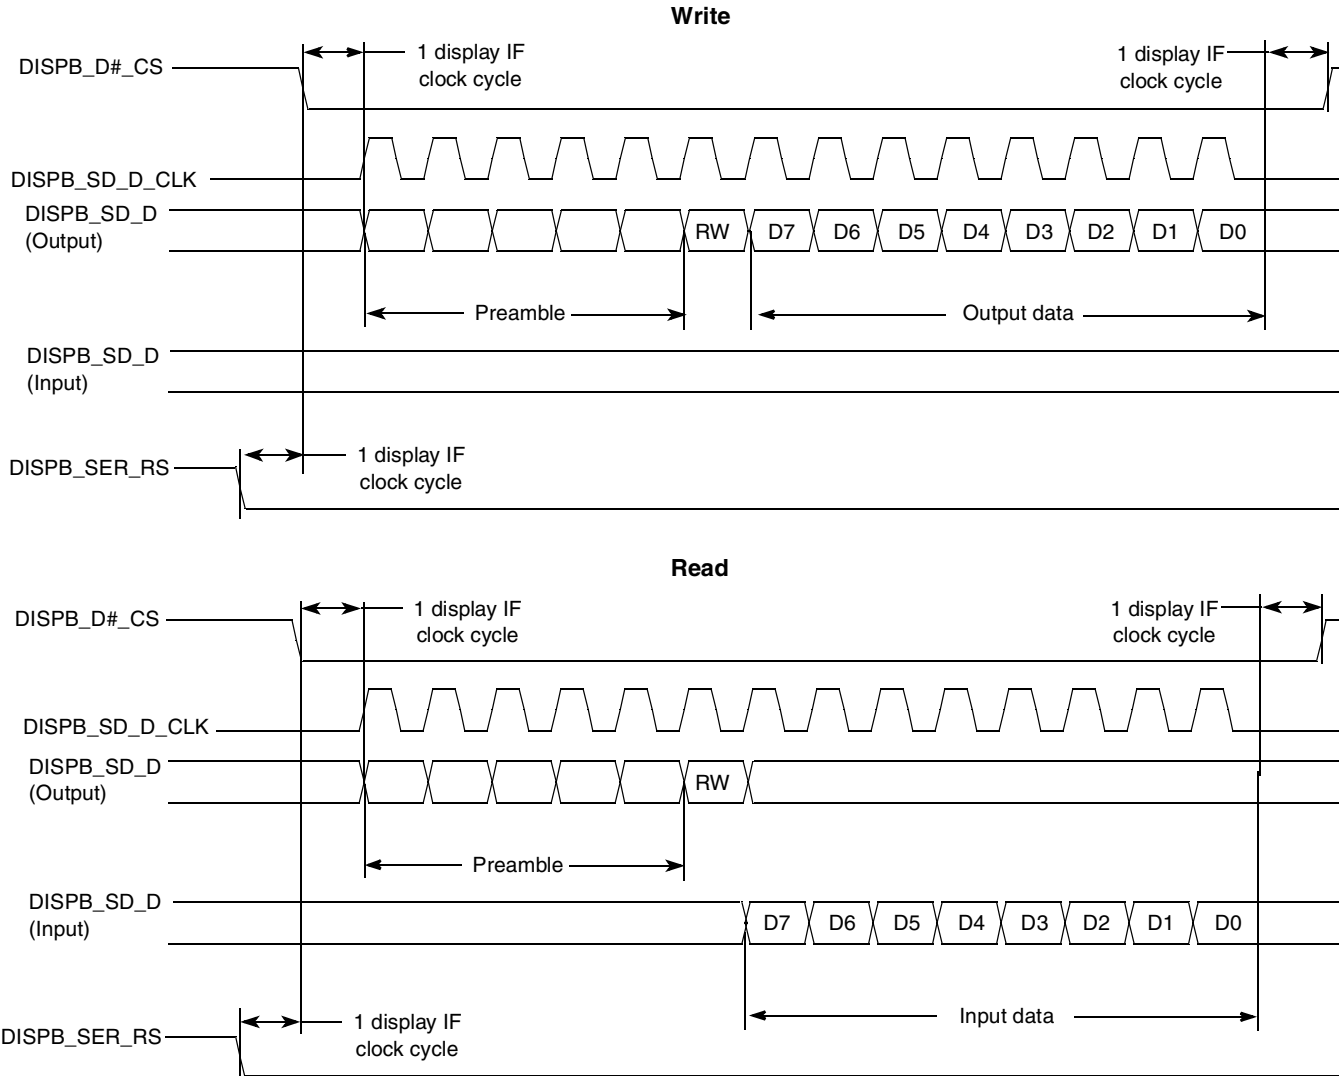 Write
DISPB_D#_CS
1 display IF
clock cycle
1 display IF
clock cycle
DISPB_SD_D_CLK
DISPB_SD_D
(Output)
RW D7 D6 D5 D4 D3 D2 D1 D0
Preamble
Output data
DISPB_SD_D
(Input)
DISPB_SER_RS
1 display IF
clock cycle
Read
DISPB_D#_CS
1 display IF
clock cycle
1 display IF
clock cycle
DISPB_SD_D_CLK
DISPB_SD_D
(Output)
RW
Preamble
DISPB_SD_D
(Input)
D7 D6 D5 D4 D3 D2 D1 D0
Input data
DISPB_SER_RS
1 display IF
clock cycle